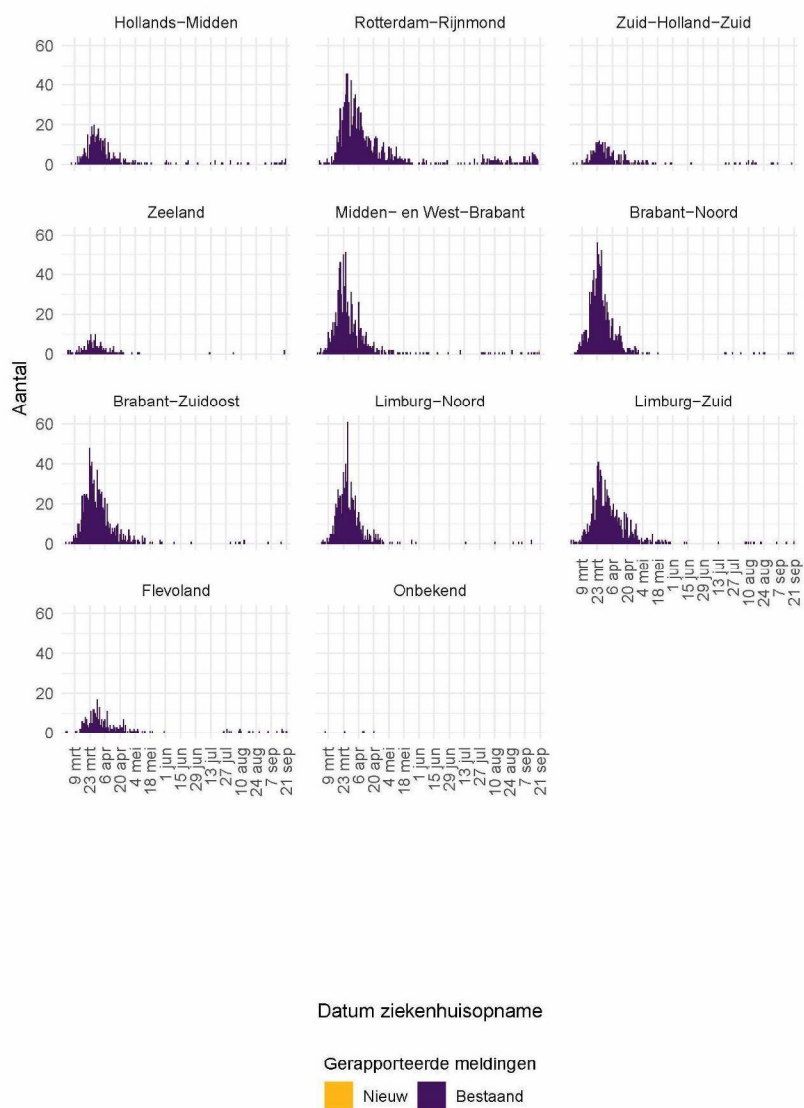 Hollands−Midden
Rotterdam−Rijnmond
Zuid−Holland−Zuid
60
40
20
0
Zeeland
Midden− en West−Brabant
Brabant−Noord
60
40
20
0
Aantal
Brabant−Zuidoost
Limburg−Noord
Limburg−Zuid
60
40
20
0
9 mrt
23 mrt
6 apr
20 apr
4 mei
18 mei
1 jun
15 jun
29 jun
13 jul
27 jul
10 aug
24 aug
7 sep
21 sep
Flevoland
Onbekend
60
40
20
0
9 mrt
23 mrt
6 apr
20 apr
4 mei
18 mei
1 jun
15 jun
29 jun
13 jul
27 jul
10 aug
24 aug
7 sep
21 sep
9 mrt
23 mrt
6 apr
20 apr
4 mei
18 mei
1 jun
15 jun
29 jun
13 jul
27 jul
10 aug
24 aug
7 sep
21 sep
Datum ziekenhuisopname
Gerapporteerde meldingen
Nieuw
Bestaand